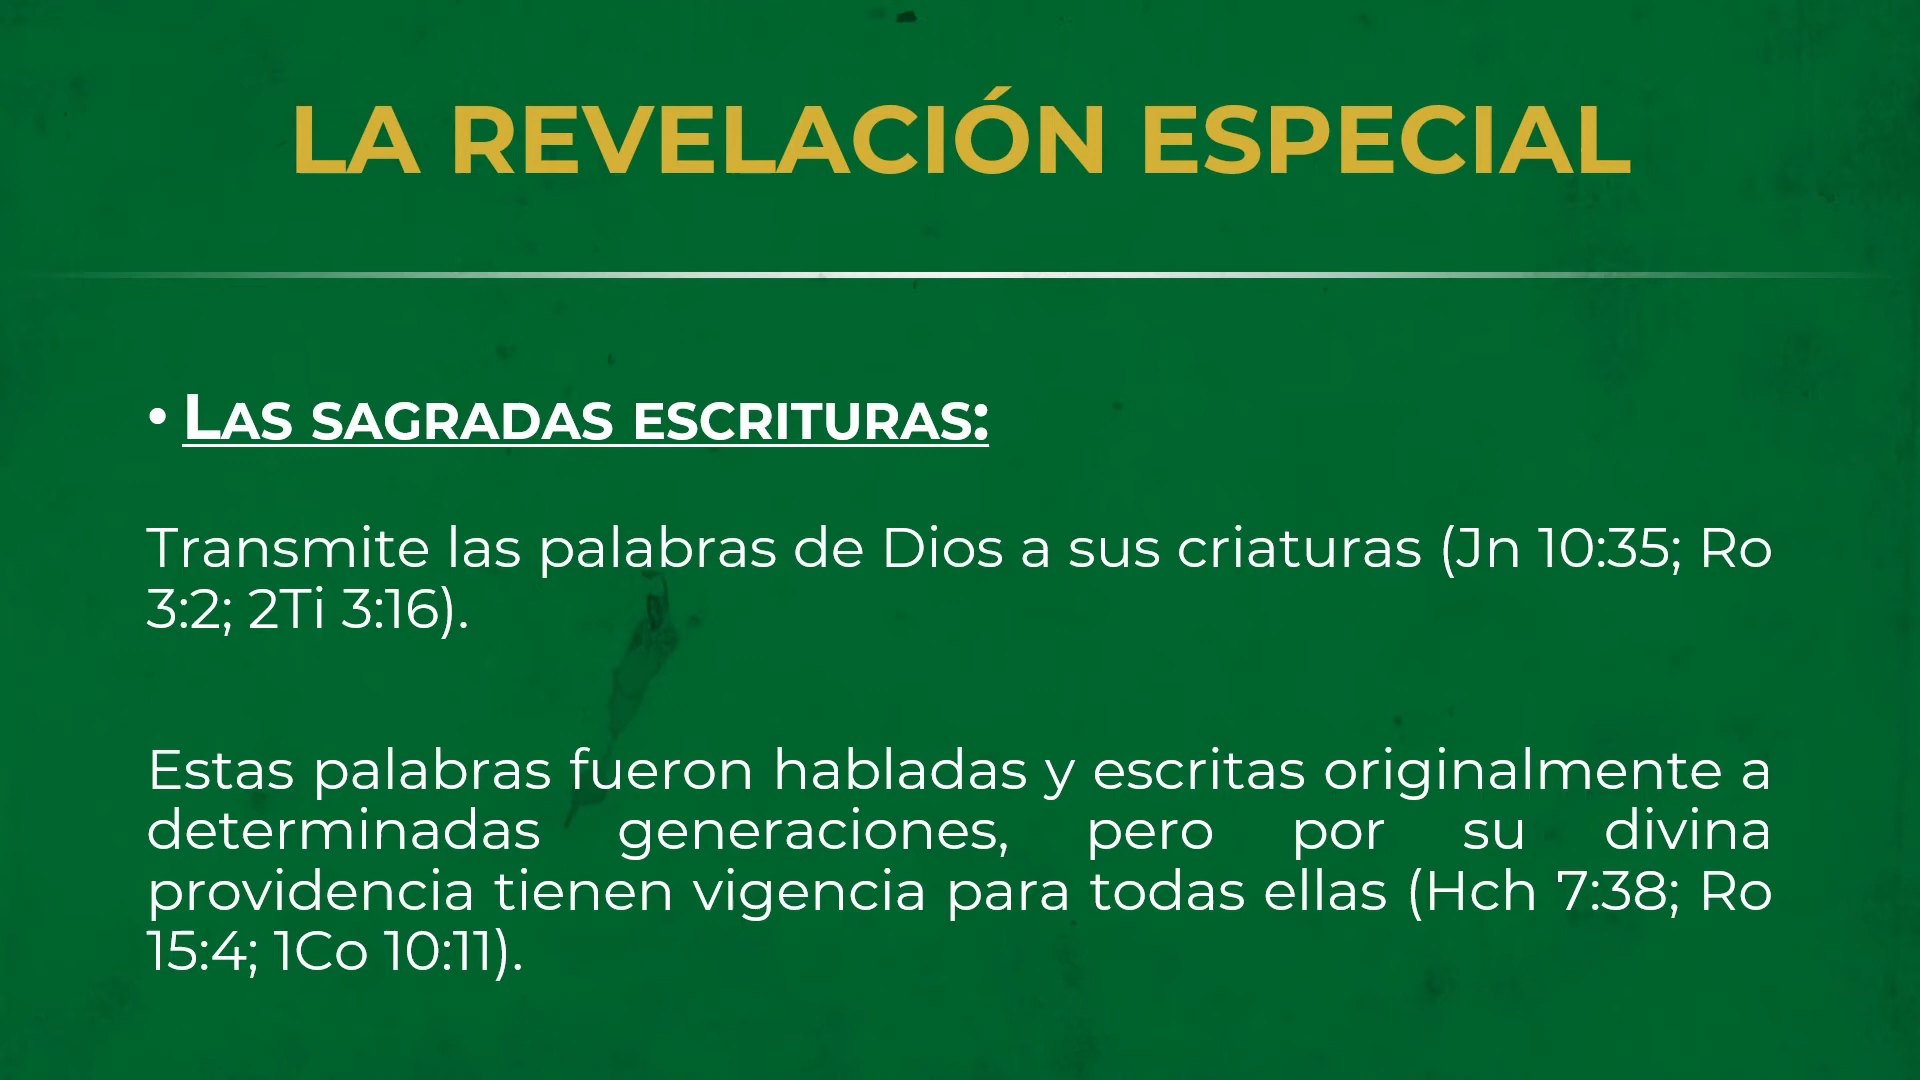 LA REVELACIÓN ESPECIAL
• LAS SAGRADAS ESCRITURAS:
Transmite las palabras de Dios a sus criaturas (Jn 10:35; Ro
3:2; 2Ti 3:16).
Estas palabras fueron habladas y escritas originalmente a
determinadas generaciones, pero por su divina
providencia tienen vigencia para todas ellas (Hch 7:38; Ro
15:4; 1Co 10:11).